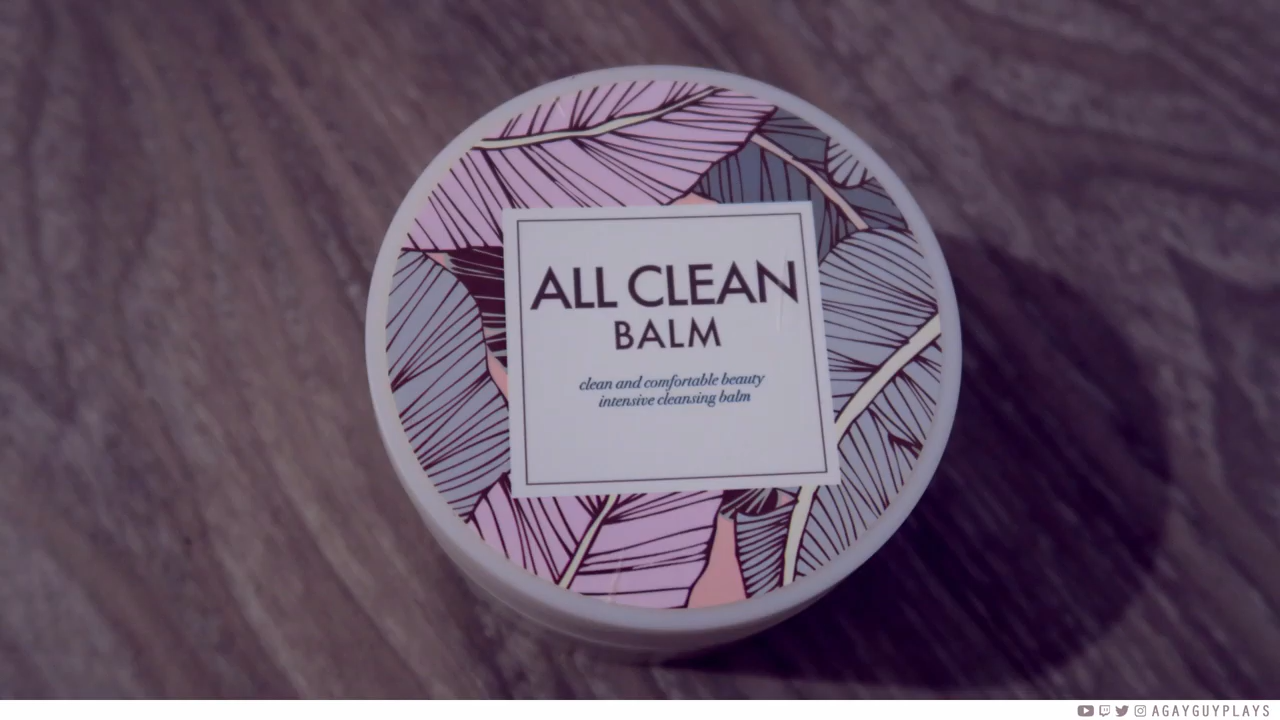 ALL CLEAN
BALM
clean and comfortable beauty
intensive cleansing balm
AGAYGUYPLAYS